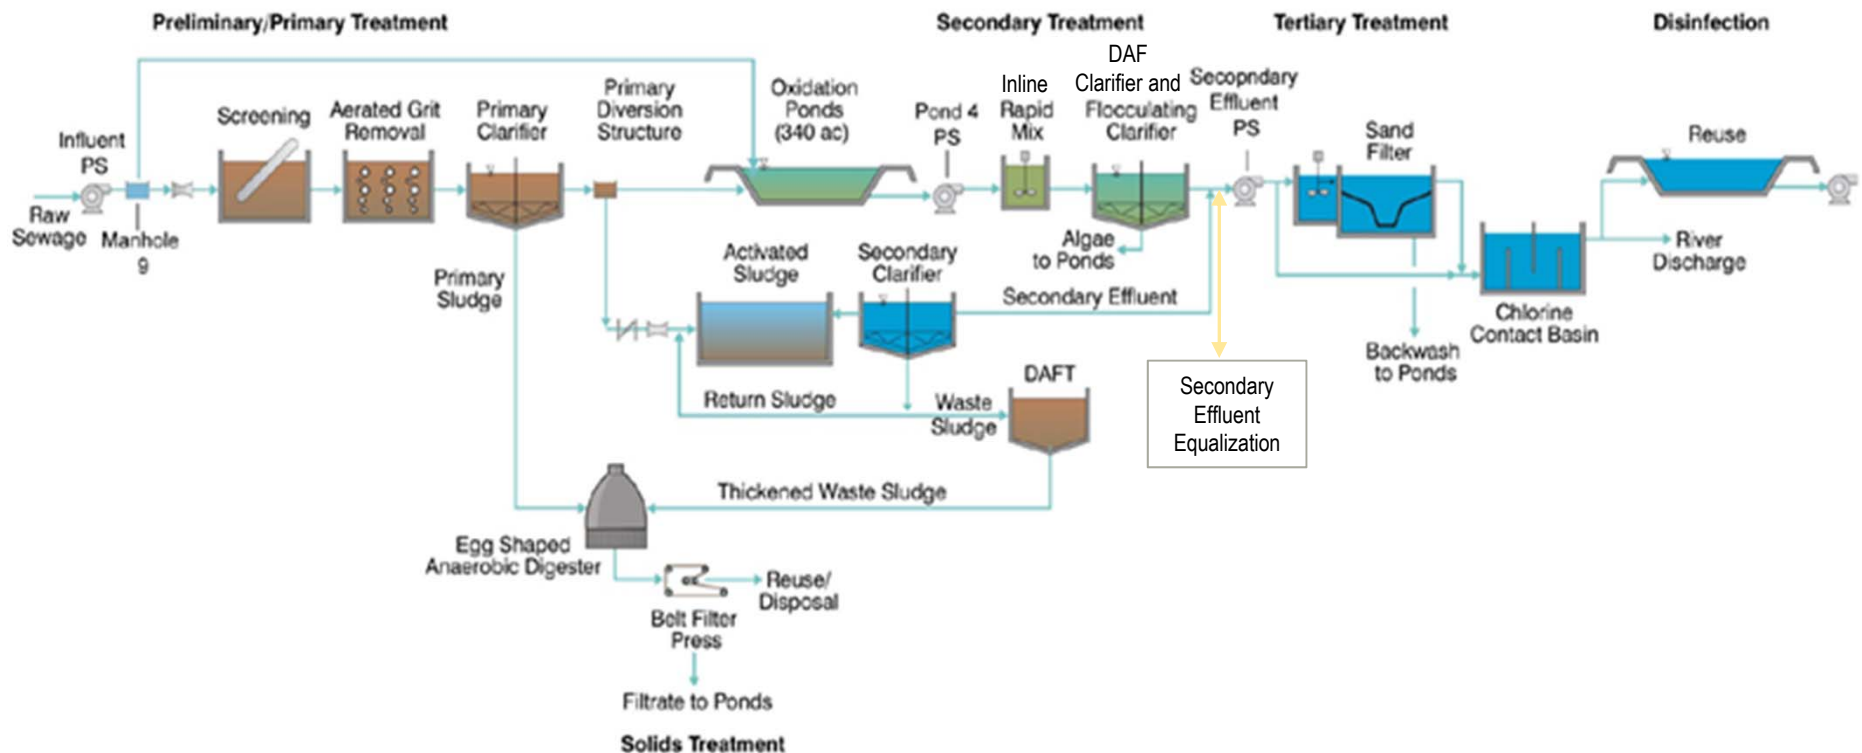 Preliminary/Primary Treatment
Secondary Treatment
Tertiary Treatment
Disinfection
Influent
PS
Raw
Sewage
Manhole
9
Screening
Aerated Grit
Removal
Primary
Clarifier
Primary
Diversion
Structure
Oxidation
Ponds
(340 ac)
Pond 4
PS
Inline
Rapid
Mix
DAF
Clarifier and
Flocculating
Clarifier
Secopndary
Effluent
PS
Sand
Filter
Reuse
Algae
to Ponds
River
Discharge
Primary
Sludge
Activated
Sludge
Secondary
Clarifier
Secondary Effluent
Chlorine
Contact Basin
Backwash
to Ponds
Secondary
Effluent
Equalization
Return Sludge
Waste
Sludge
DAFT
Thickened Waste Sludge
Egg Shaped
Anaerobic Digester
Reuse/
Disposal
Belt Filter
Press
Filtrate to Ponds
Solids Treatment